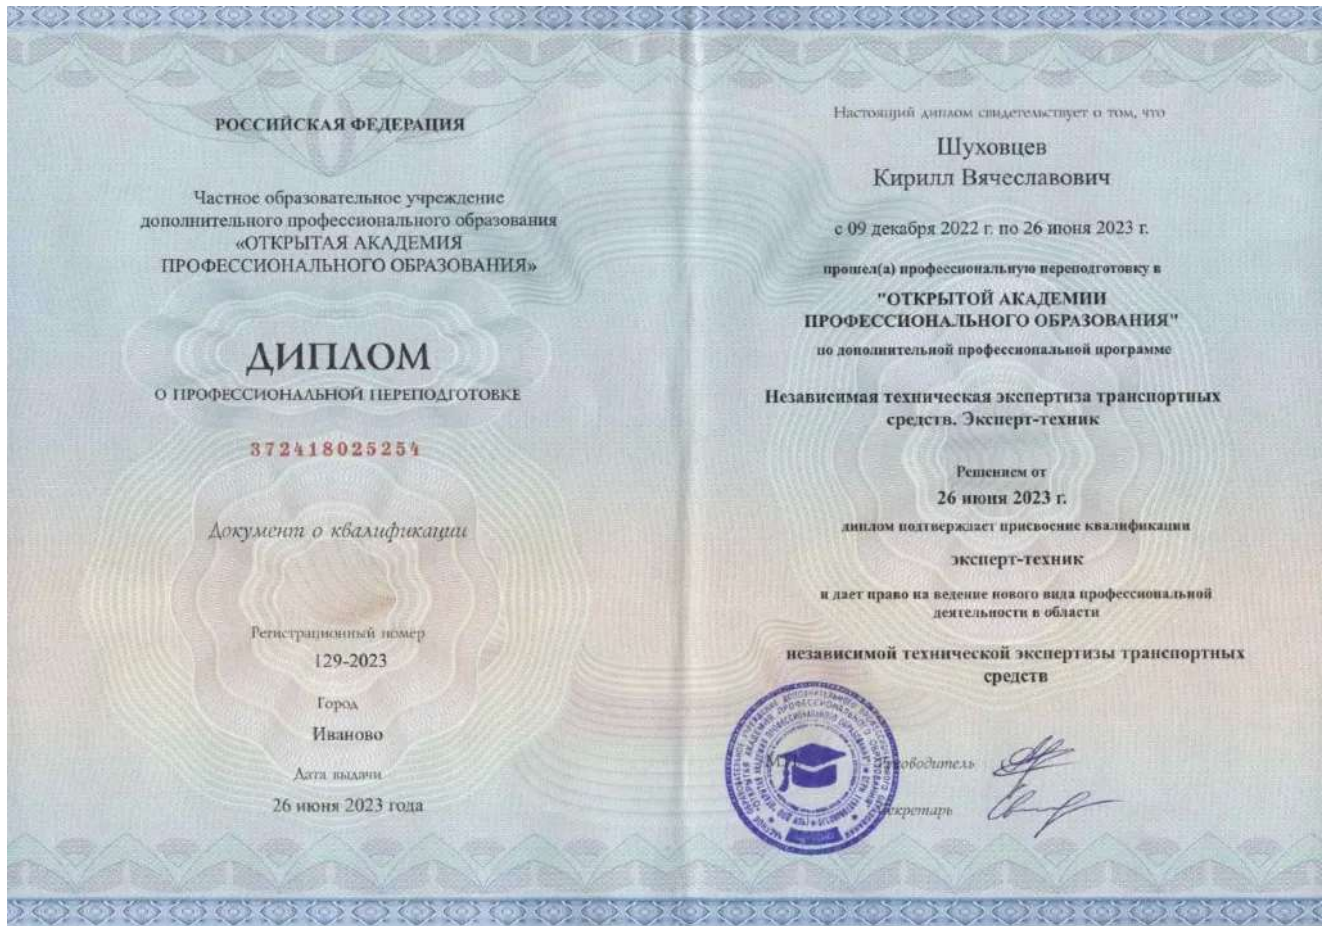 РОССИЙСКАЯ ФЕДЕРАЦИЯ
Частное образовательное учреждение
дополнительного профессионального образования
«ОТКРЫТАЯ АКАДЕМИЯ
ПРОФЕССИОНАЛЬНОГО ОБРАЗОВАНИЯ»
ДИПЛОМ
О ПРОФЕССИОНАЛЬНОЙ ПЕРЕПОДГОТОВКЕ
372418025254
Документ о квалификации
Регистрационный номер
129-2023
Город
Иваново
Дата выдачи
26 июня 2023 года
Настоящий диплом свидетельствует о том, что
Шуховцев
Кирилл Вячеславович
с 09 декабря 2022 г. по 26 июня 2023 г.
прошел(а) профессиональную переподготовку в
"ОТКРЫТОЙ АКАДЕМИИ
ПРОФЕССИОНАЛЬНОГО ОБРАЗОВАНИЯ"
по дополнительной профессиональной программе
Независимая техническая экспертиза транспортных
средств. Эксперт-техник
Решением от
26 июня 2023 г.
диплом подтверждает присвоение квалификации
эксперт-техник
и дает право на ведение нового вида профессиональной
деятельности в области
независимой технической экспертизы транспортных
средств
М.П.
Руководитель
Секретарь